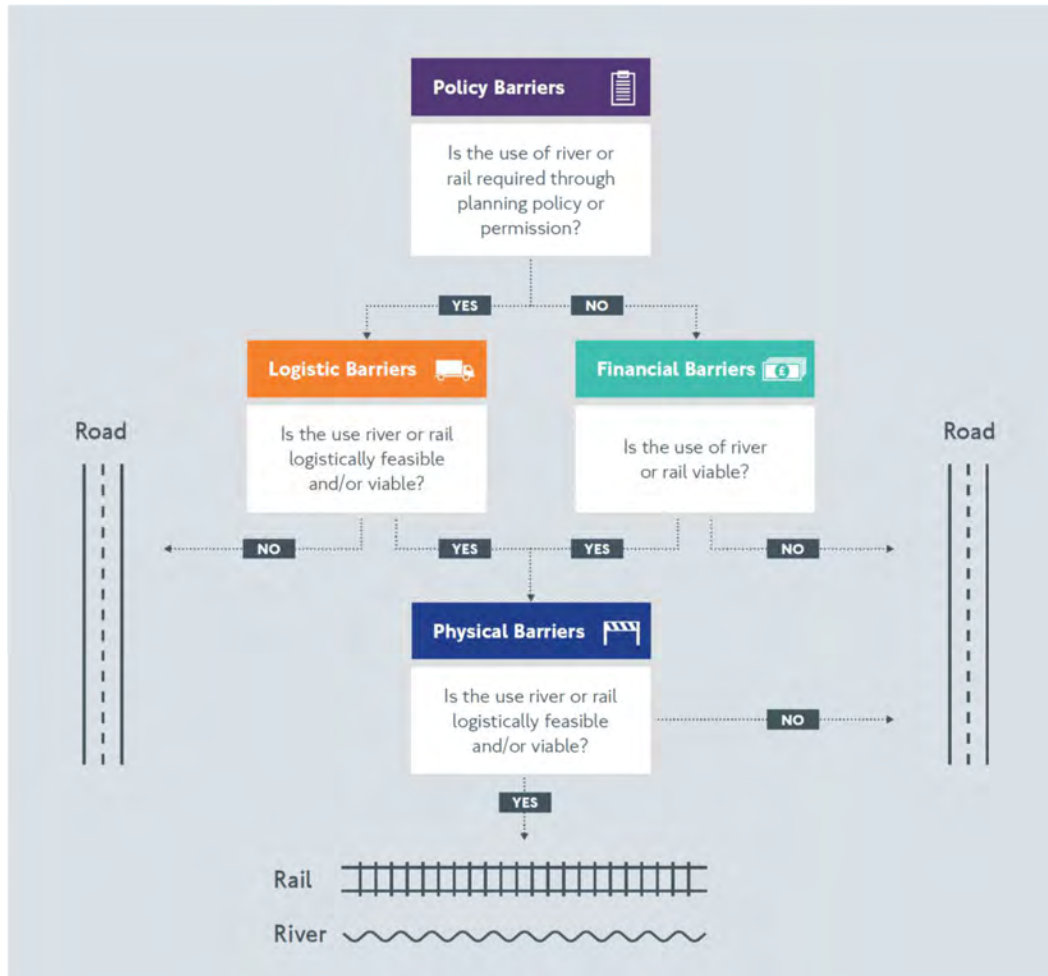 Policy Barriers
Is the use of river or
rail required through
planning policy or
permission?
YES
NO
Logistic Barriers
Is the use river or rail
logistically feasible
and/or viable?
Financial Barriers
£
Is the use of river
or rail viable?
Road
Road
NO
YES
YES
NO
Physical Barriers
Is the use river or rail
logistically feasible
and/or viable?
NO
YES
Rail
River